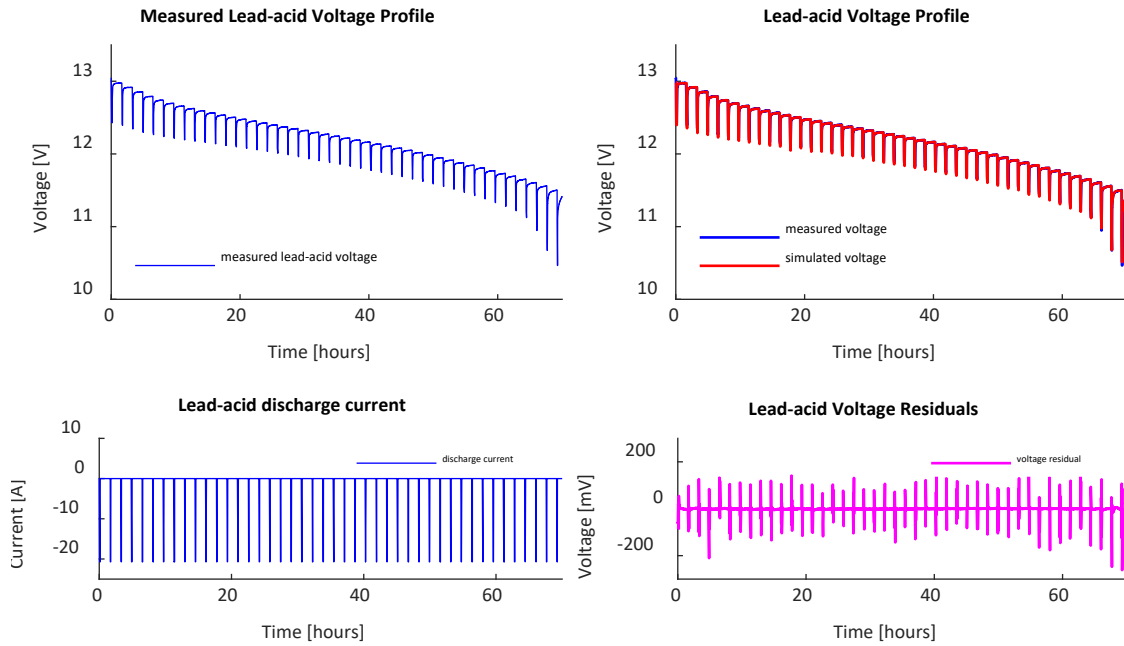 Measured Lead-acid Voltage Profile
13
12
11
10
Voltage [V]
measured lead-acid voltage
0 20 40 60
Time [hours]
Lead-acid Voltage Profile
13
12
11
10
Voltage [V]
measured voltage
simulated voltage
0 20 40 60
Time [hours]
Lead-acid discharge current
10
0
-10
-20
Current [A]
discharge current
0 20 40 60
Time [hours]
Lead-acid Voltage Residuals
200
0
-200
Voltage [mV]
voltage residual
0 20 40 60
Time [hours]